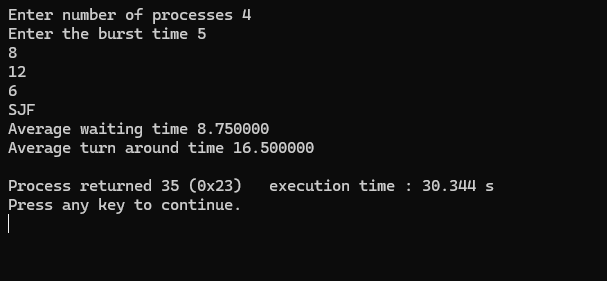 Enter number of processes 4
Enter the burst time 5
8
12
6
SJF
Average waiting time 8.750000
Average turn around time 16.500000
Process returned 35 (0x23)   execution time : 30.344 s
Press any key to continue.